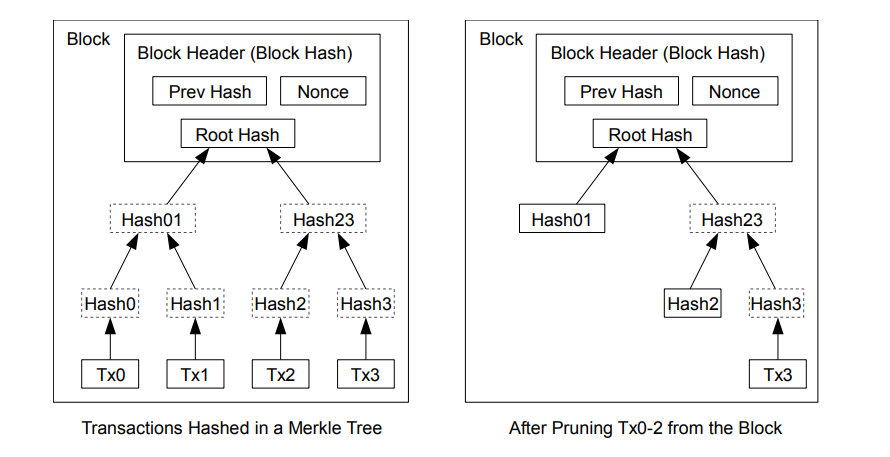 Block
Block Header (Block Hash)
Prev Hash
Nonce
Root Hash
Hash01
Hash23
Hash0
Hash1
Hash2
Hash3
Tx0
Tx1
Tx2
Tx3
Transactions Hashed in a Merkle Tree
Block
Block Header (Block Hash)
Prev Hash
Nonce
Root Hash
Hash01
Hash23
Hash2
Hash3
Tx3
After Pruning Tx0-2 from the Block